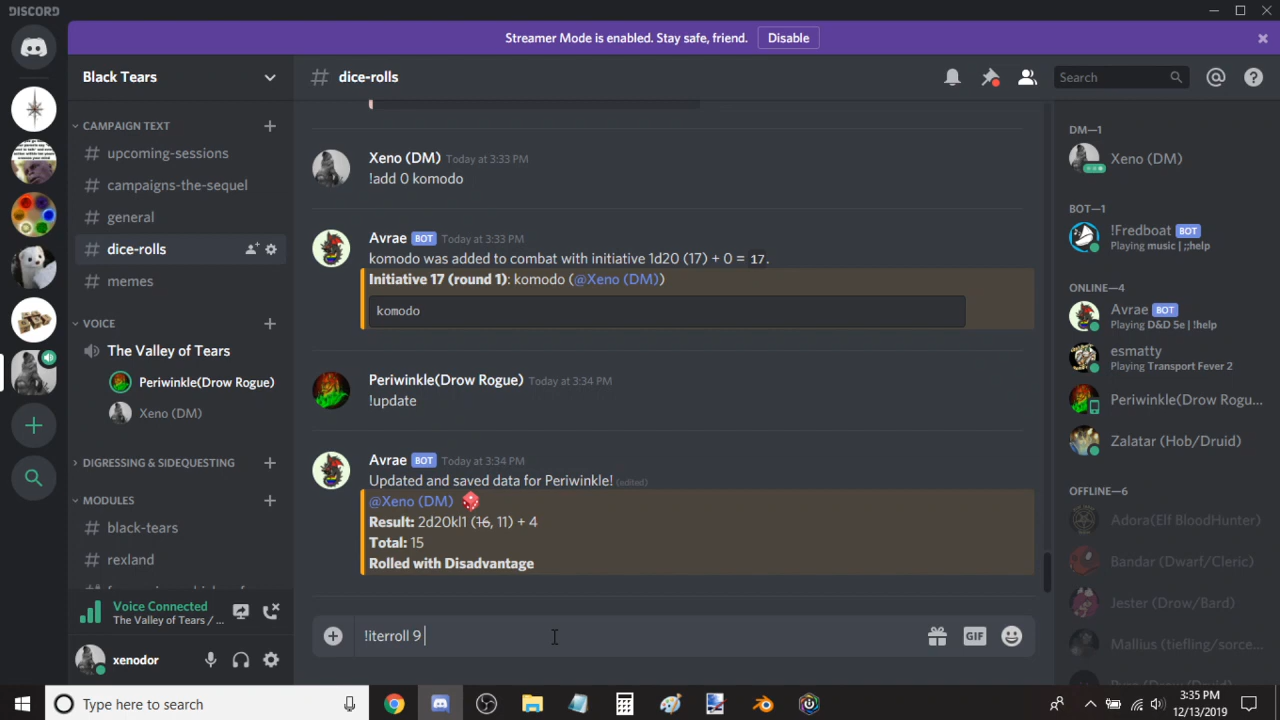 DISCORD
Streamer Mode is enabled. Stay safe, friend.
Disable
Black Tears
# dice-rolls
Search
CAMPAIGN TEXT
# upcoming-sessions
# campaigns-the-sequel
# general
# dice-rolls
# memes
VOICE
The Valley of Tears
Periwinkle(Drow Rogue)
Xeno (DM)
DIGRESSING & SIDEQUESTING
MODULES
# black-tears
# rexland
Voice Connected
The Valley of Tears / ...
xenodor
Xeno (DM) Today at 3:33 PM
!add 0 komodo
Avrae BOT Today at 3:33 PM
komodo was added to combat with initiative 1d20 (17) + 0 = 17.
Initiative 17 (round 1): komodo (@Xeno (DM))
komodo
Periwinkle(Drow Rogue) Today at 3:34 PM
!update
Avrae BOT Today at 3:34 PM
Updated and saved data for Periwinkle! (edited)
@Xeno (DM)
Result: 2d20kl1 (16, 11) + 4
Total: 15
Rolled with Disadvantage
!iterroll 9
GIF
DM—1
Xeno (DM)
BOT—1
!Fredboat BOT
Playing music | ;;help
ONLINE—4
Avrae BOT
Playing D&D 5e | !help
esmatty
Playing Transport Fever 2
Periwinkle(Drow Rogu...
Zalatar (Hob/Druid)
OFFLINE—6
Adora(Elf BloodHunter)
Bandar (Dwarf/Cleric)
Jester (Drow/Bard)
Mallius (tiefling/sorcer...
Type here to search
3:35 PM
12/13/2019